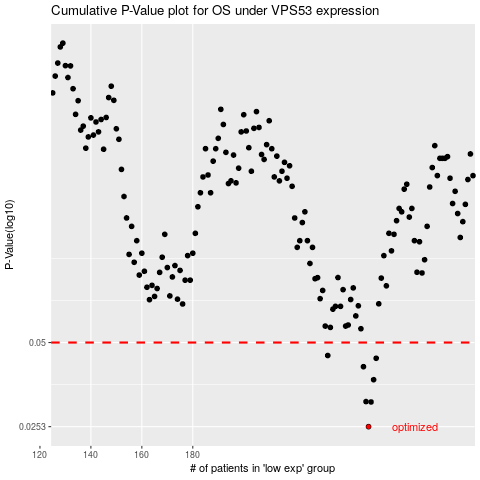 Cumulative P-Value plot for OS under VPS53 expression
P-Value(log10)
0.05
0.0253
optimized
120 140 160 180
# of patients in 'low exp' group